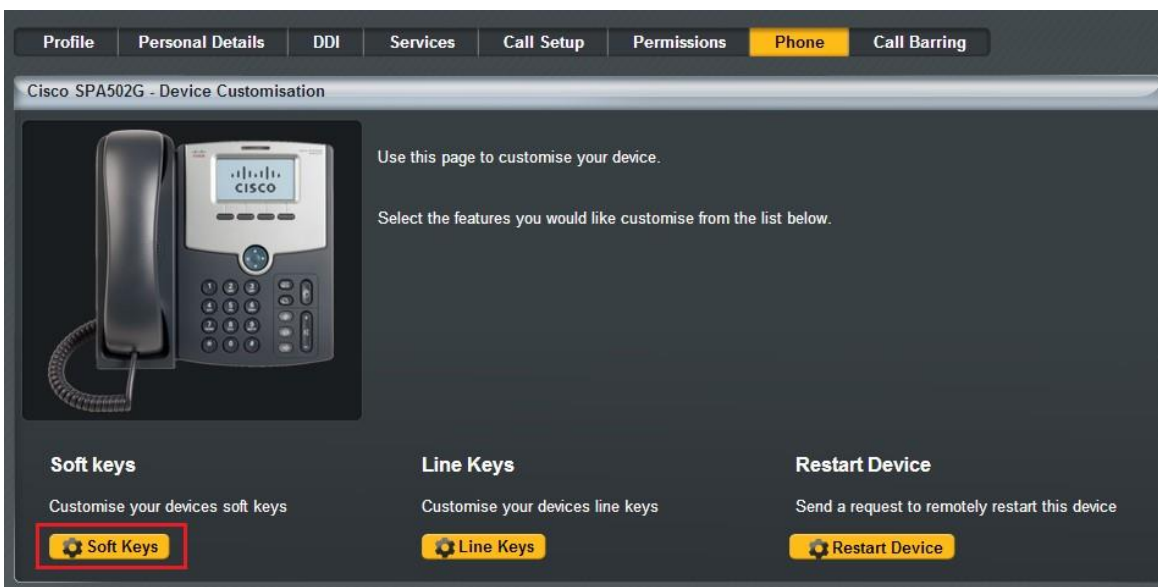 Profile Personal Details DDI Services Call Setup Permissions Phone Call Barring
Cisco SPA502G - Device Customisation
CISCO
Use this page to customise your device.
Select the features you would like customise from the list below.
Soft keys Line Keys Restart Device
Customise your devices soft keys Customise your devices line keys Send a request to remotely restart this device
Soft Keys Line Keys Restart Device